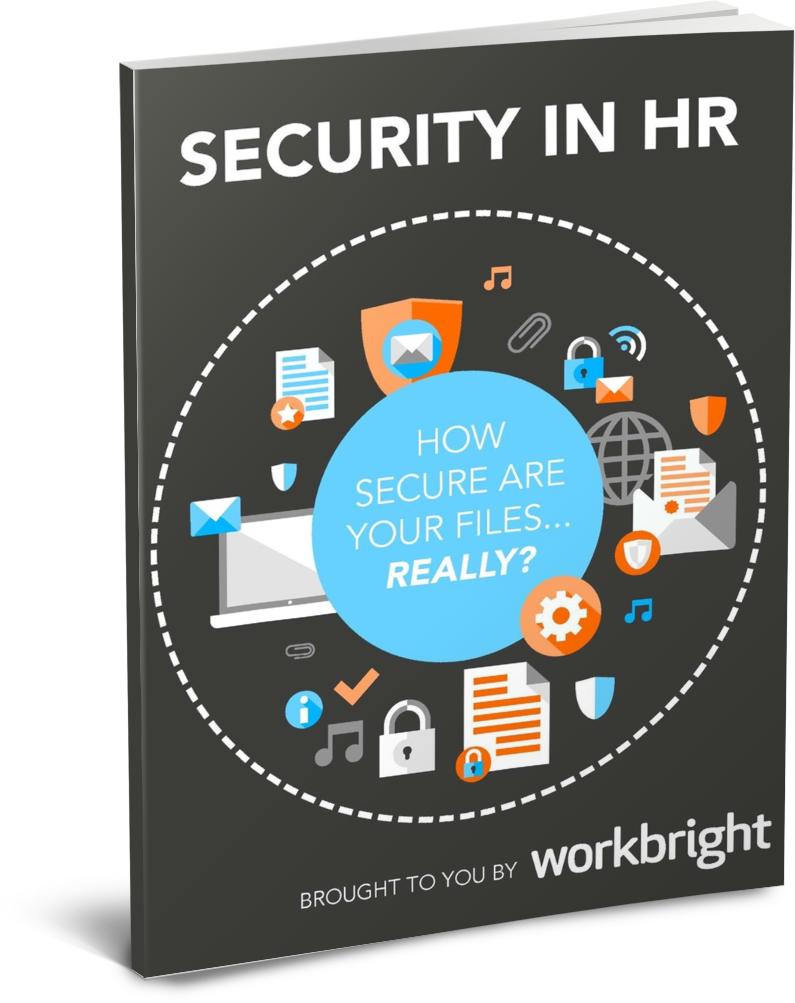 SECURITY IN HR
HOW
SECURE ARE
YOUR FILES...
REALLY?
BROUGHT TO YOU BY workbright